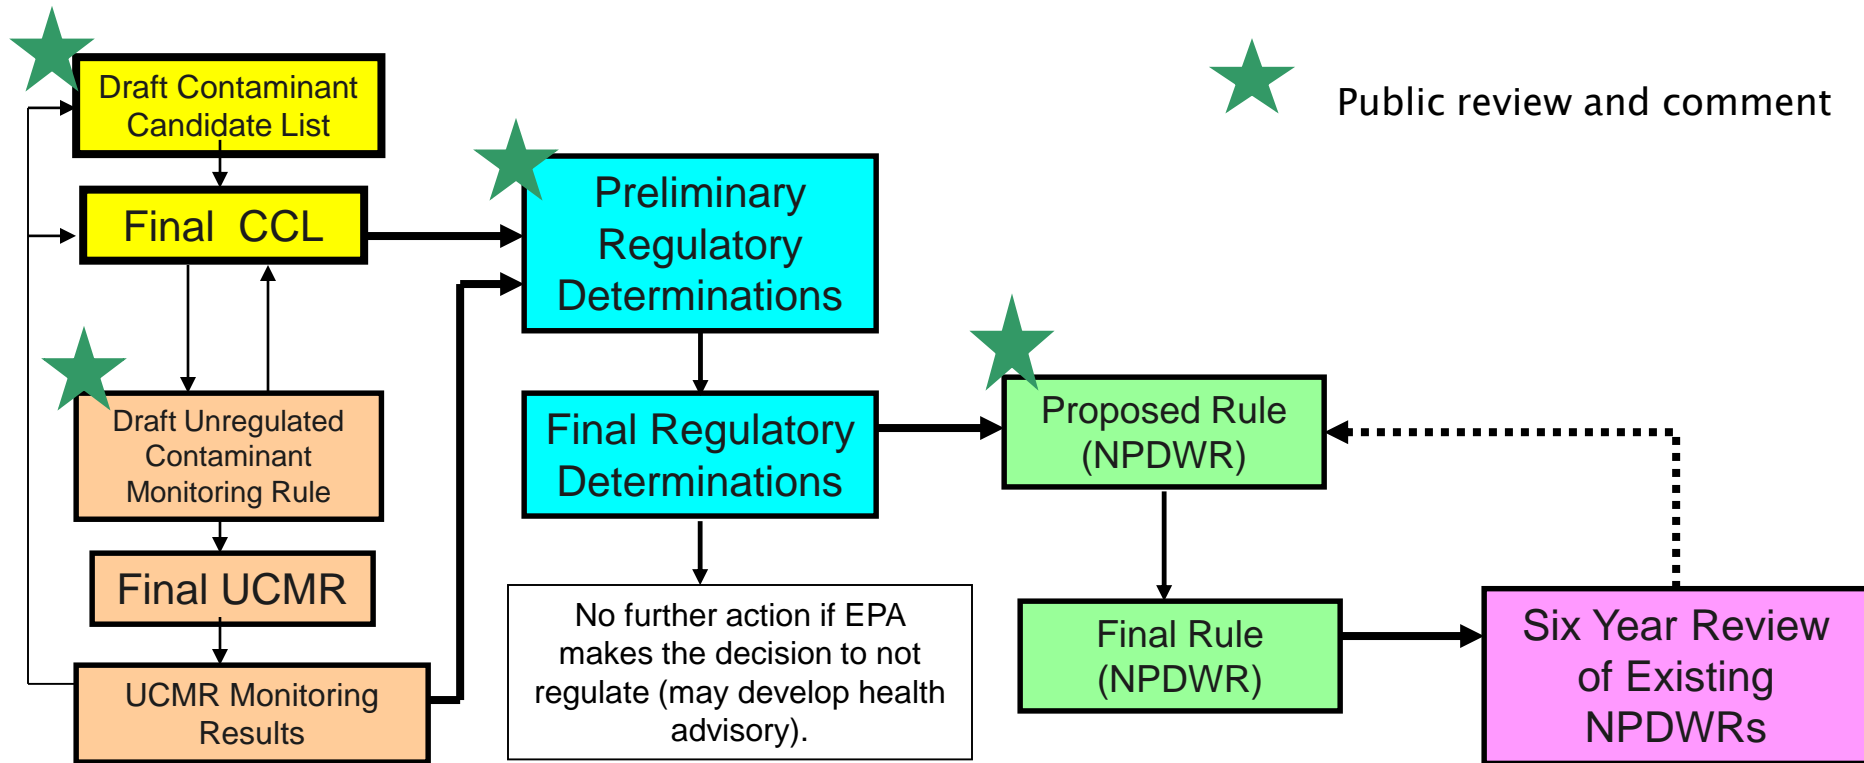 Draft Contaminant
Candidate List
Final CCL
Draft Unregulated
Contaminant
Monitoring Rule
Final UCMR
UCMR Monitoring
Results
Preliminary
Regulatory
Determinations
Final Regulatory
Determinations
No further action if EPA
makes the decision to not
regulate (may develop health
advisory).
Public review and comment
Proposed Rule
(NPDWR)
Final Rule
(NPDWR)
Six Year Review
of Existing
NPDWRs